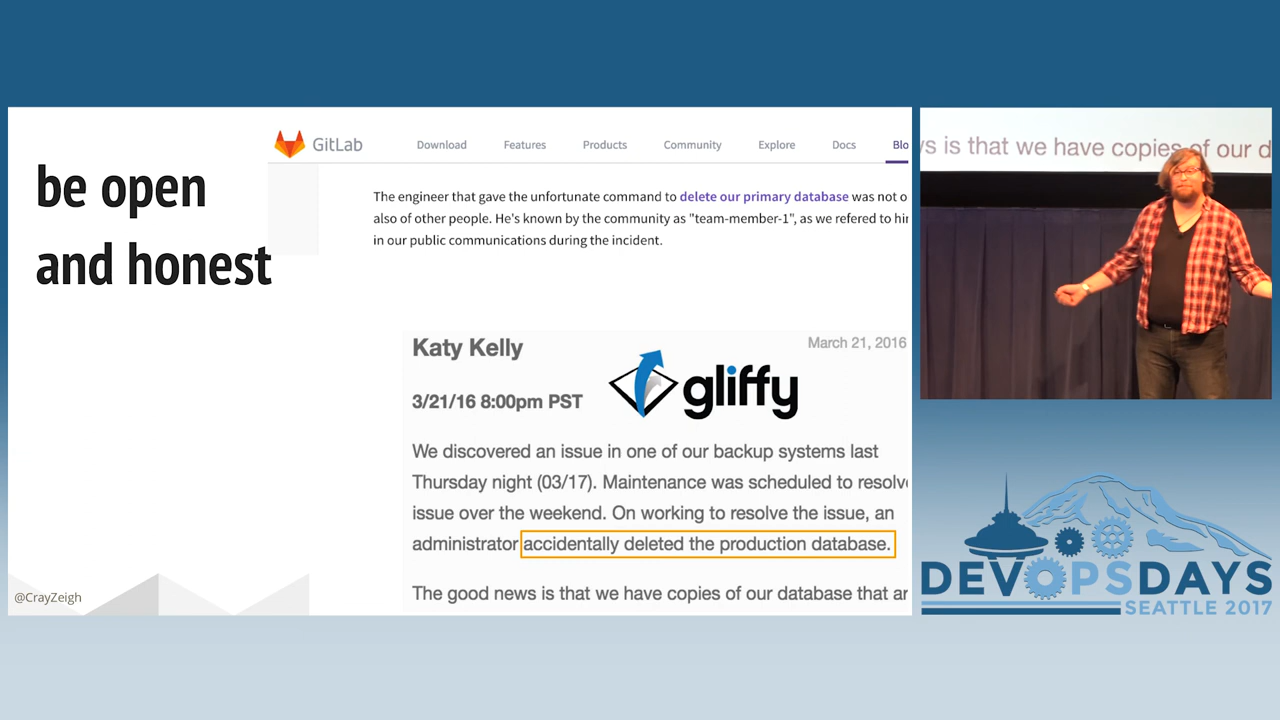 be open
and honest
GitLab
Download Features Products Community Explore Docs Blo
The engineer that gave the unfortunate command to delete our primary database was not o
also of other people. He's known by the community as "team-member-1", as we refered to hi
in our public communications during the incident.
Katy Kelly
March 21, 2016
gliffy
3/21/16 8:00pm PST
We discovered an issue in one of our backup systems last
Thursday night (03/17). Maintenance was scheduled to resolv
issue over the weekend. On working to resolve the issue, an
administrator accidentally deleted the production database.
The good news is that we have copies of our database that ar
@CrayZeigh
ys is that we have copies of our d
DEVOPSDAYS
SEATTLE 2017